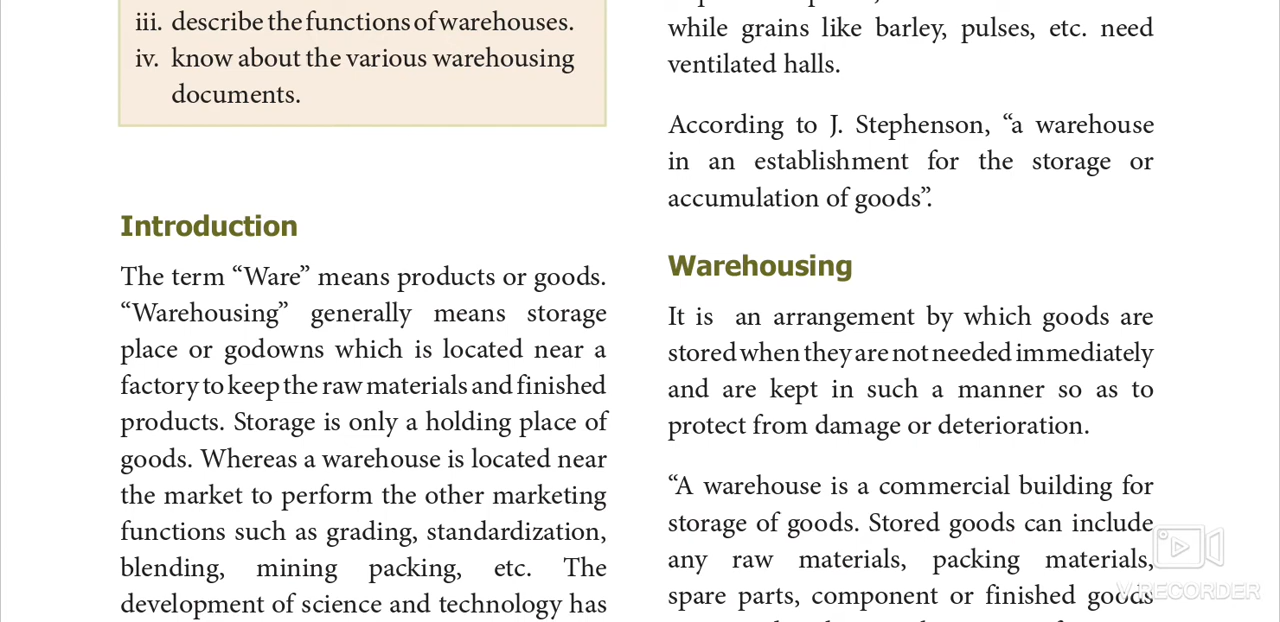 iii. describe the functions of warehouses.
iv. know about the various warehousing
documents.
Introduction
The term “Ware” means products or goods.
“Warehousing” generally means storage
place or godowns which is located near a
factory to keep the raw materials and finished
products. Storage is only a holding place of
goods. Whereas a warehouse is located near
the market to perform the other marketing
functions such as grading, standardization,
blending, mining packing, etc. The
development of science and technology has
while grains like barley, pulses, etc. need
ventilated halls.
According to J. Stephenson, “a warehouse
in an establishment for the storage or
accumulation of goods”.
Warehousing
It is an arrangement by which goods are
stored when they are not needed immediately
and are kept in such a manner so as to
protect from damage or deterioration.
“A warehouse is a commercial building for
storage of goods. Stored goods can include
any raw materials, packing materials,
spare parts, component or finished goods
V RECORDER